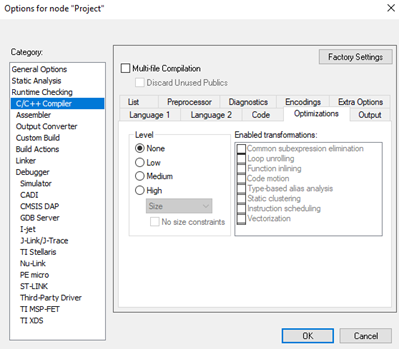 Options for node "Project"
Category:
General Options
Static Analysis
Runtime Checking
C/C++ Compiler
Assembler
Output Converter
Custom Build
Build Actions
Linker
Debugger
Simulator
CADI
CMSIS DAP
GDB Server
I-jet
J-Link/J-Trace
TI Stellaris
Nu-Link
PE micro
ST-LINK
Third-Party Driver
TI MSP-FET
TI XDS
Factory Settings
Multi-file Compilation
Discard Unused Publics
List Preprocessor Diagnostics Encodings Extra Options
Language 1 Language 2 Code Optimizations Output
Level
None
Low
Medium
High
Size
No size constraints
Enabled transformations:
Common subexpression elimination
Loop unrolling
Function inlining
Code motion
Type-based alias analysis
Static clustering
Instruction scheduling
Vectorization
OK Cancel